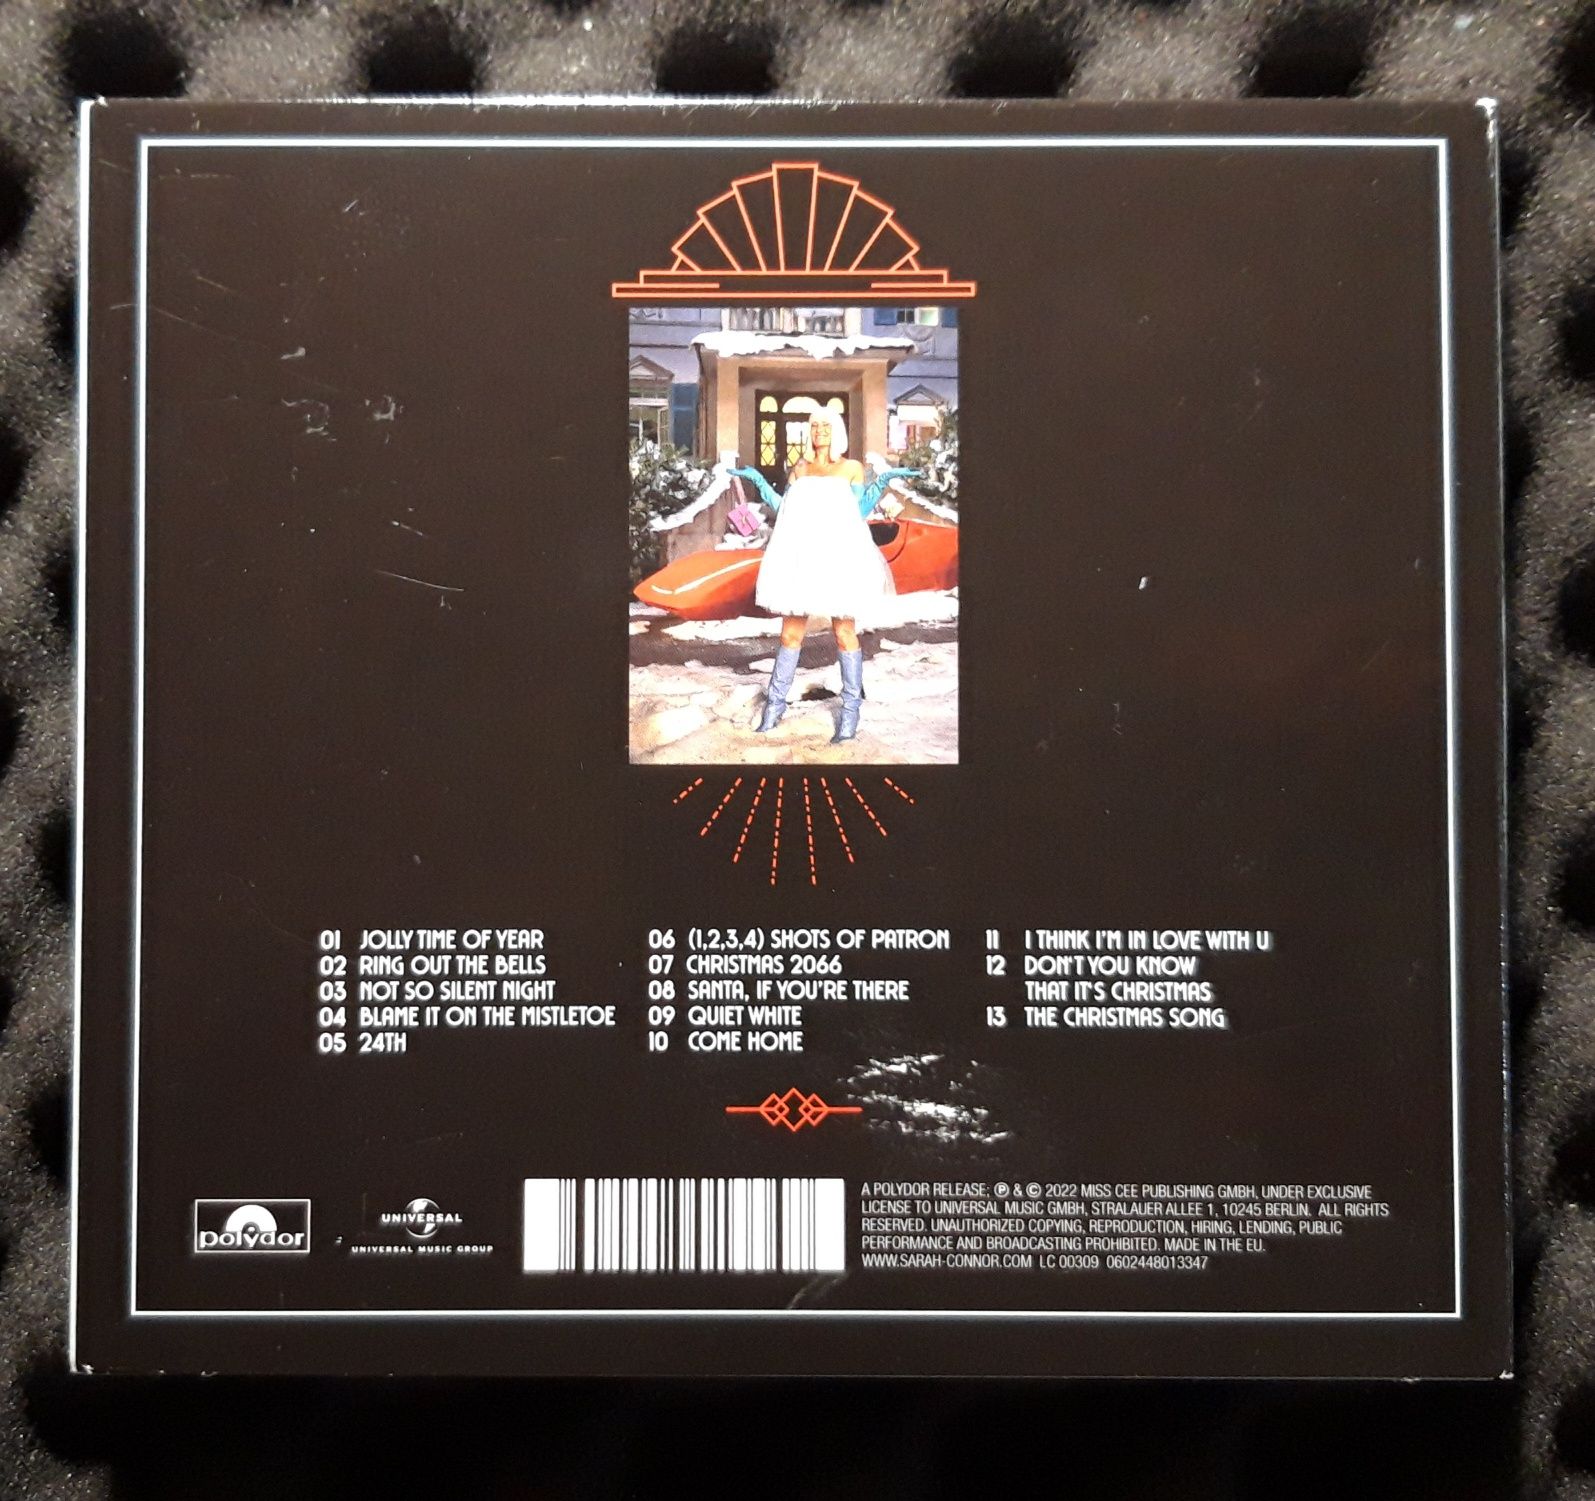 01 JOLLY TIME OF YEAR
02 RING OUT THE BELLS
03 NOT SO SILENT NIGHT
04 BLAME IT ON THE MISTLETOE
05 24TH
06 (1,2,3,4) SHOTS OF PATRON
07 CHRISTMAS 2066
08 SANTA, IF YOU'RE THERE
09 QUIET WHITE
10 COME HOME
11 I THINK I'M IN LOVE WITH U
12 DON'T YOU KNOW
THAT IT'S CHRISTMAS
13 THE CHRISTMAS SONG
polydor
UNIVERSAL
UNIVERSAL MUSIC GROUP
A POLYDOR RELEASE; ℗ & © 2022 MISS CEE PUBLISHING GMBH, UNDER EXCLUSIVE
LICENSE TO UNIVERSAL MUSIC GMBH, STRALAUER ALLEE 1, 10245 BERLIN. ALL RIGHTS
RESERVED. UNAUTHORIZED COPYING, REPRODUCTION, HIRING, LENDING, PUBLIC
PERFORMANCE AND BROADCASTING PROHIBITED. MADE IN THE EU.
WWW.SARAH-CONNOR.COM LC 00309 0602448013347